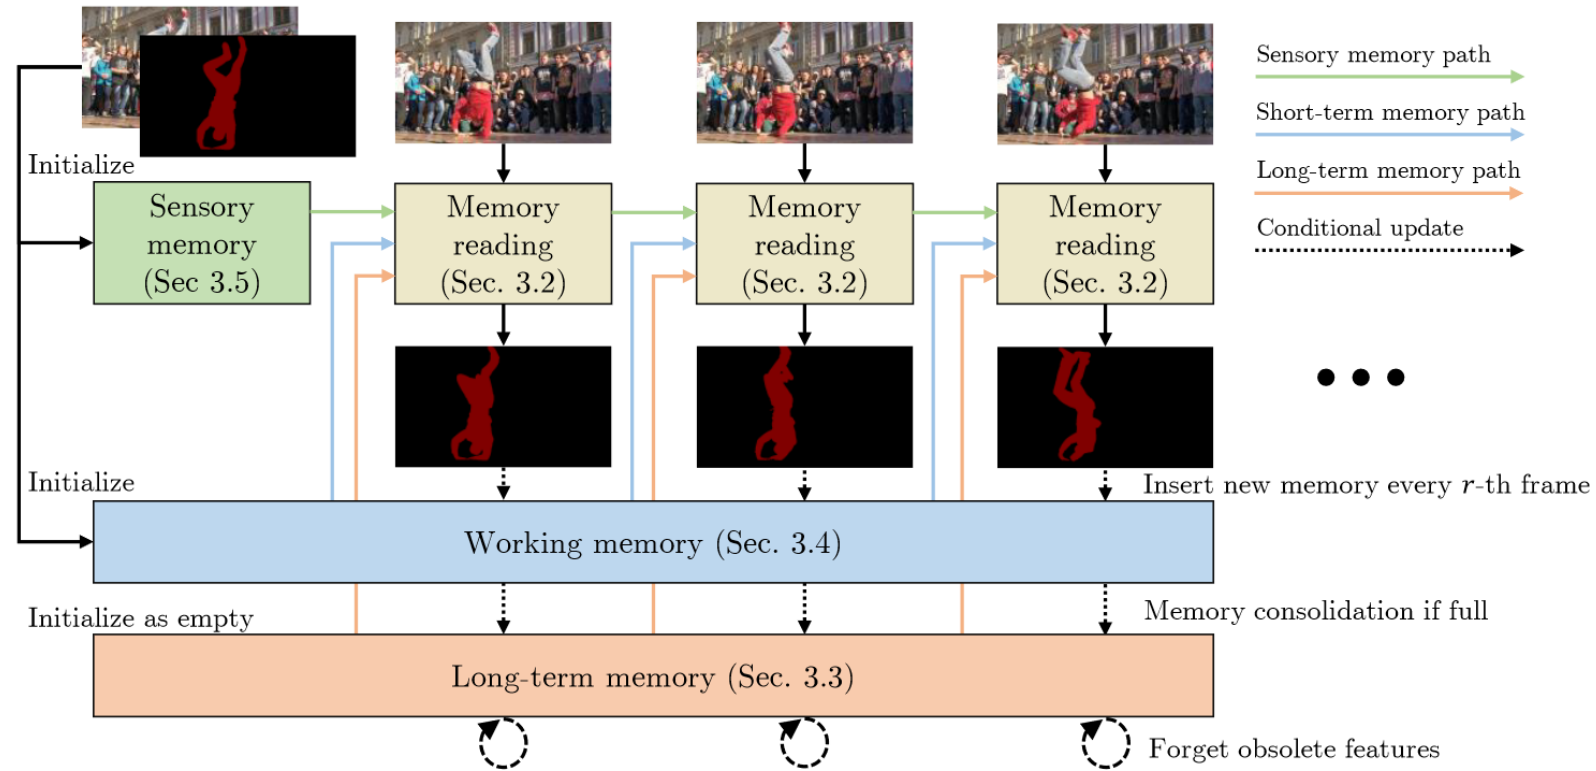 Sensory memory path
Short-term memory path
Long-term memory path
Conditional update
Initialize
Sensory
memory
(Sec 3.5)
Memory
reading
(Sec. 3.2)
Memory
reading
(Sec. 3.2)
Memory
reading
(Sec. 3.2)
Initialize
Insert new memory every r-th frame
Working memory (Sec. 3.4)
Initialize as empty
Memory consolidation if full
Long-term memory (Sec. 3.3)
Forget obsolete features